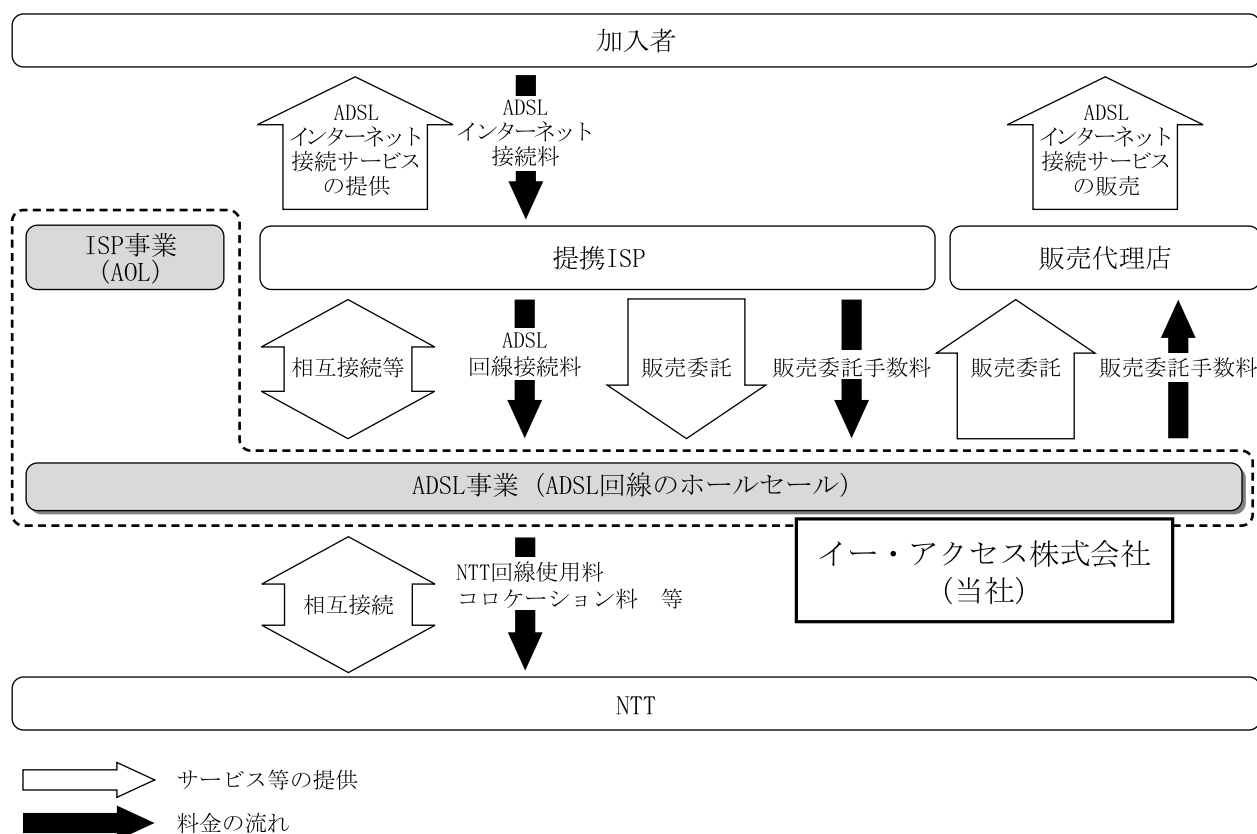 加入者
ADSL
インターネット
接続サービス
の提供
ADSL
インターネット
接続料
ADSL
インターネット
接続サービス
の販売
ISP事業
(AOL)
提携ISP
販売代理店
相互接続等
ADSL
回線接続料
販売委託
販売委託手数料
販売委託
販売委託手数料
ADSL事業（ADSL回線のホールセール）
イー・アクセス株式会社
（当社）
相互接続
NTT回線使用料
コロケーション料　等
NTT
サービス等の提供
料金の流れ